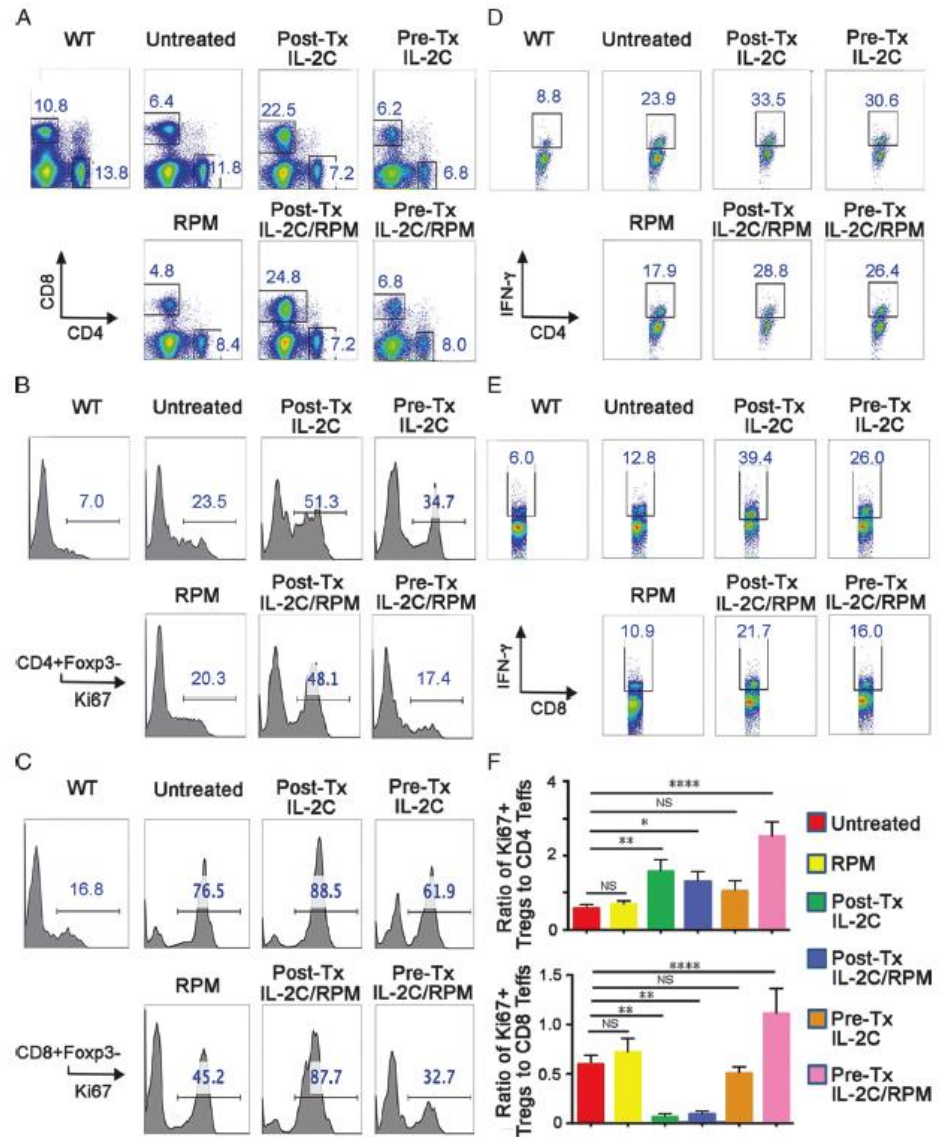 A
WT Untreated Post-Tx IL-2C Pre-Tx IL-2C
10.8 6.4 22.5 6.2
13.8 11.8 7.2 6.8
RPM Post-Tx IL-2C/RPM Pre-Tx IL-2C/RPM
CD8
CD4
4.8 24.8 6.8
8.4 7.2 8.0
D
WT Untreated Post-Tx IL-2C Pre-Tx IL-2C
8.8 23.9 33.5 30.6
RPM Post-Tx IL-2C/RPM Pre-Tx IL-2C/RPM
IFN-γ
CD4
17.9 28.8 26.4
B
WT Untreated Post-Tx IL-2C Pre-Tx IL-2C
7.0 23.5 51.3 34.7
RPM Post-Tx IL-2C/RPM Pre-Tx IL-2C/RPM
CD4+Foxp3-
Ki67
20.3 48.1 17.4
E
WT Untreated Post-Tx IL-2C Pre-Tx IL-2C
6.0 12.8 39.4 26.0
RPM Post-Tx IL-2C/RPM Pre-Tx IL-2C/RPM
IFN-γ
CD8
10.9 21.7 16.0
C
WT Untreated Post-Tx IL-2C Pre-Tx IL-2C
16.8 76.5 88.5 61.9
RPM Post-Tx IL-2C/RPM Pre-Tx IL-2C/RPM
CD8+Foxp3-
Ki67
45.2 87.7 32.7
F
Ratio of Ki67+
Tregs to CD4 Teffs
4
2
0
****
NS
*
**
NS
Ratio of Ki67+
Tregs to CD8 Teffs
1.5
1.0
0.5
0
****
NS
**
**
NS
Untreated
RPM
Post-Tx
IL-2C
Post-Tx
IL-2C/RPM
Pre-Tx
IL-2C
Pre-Tx
IL-2C/RPM